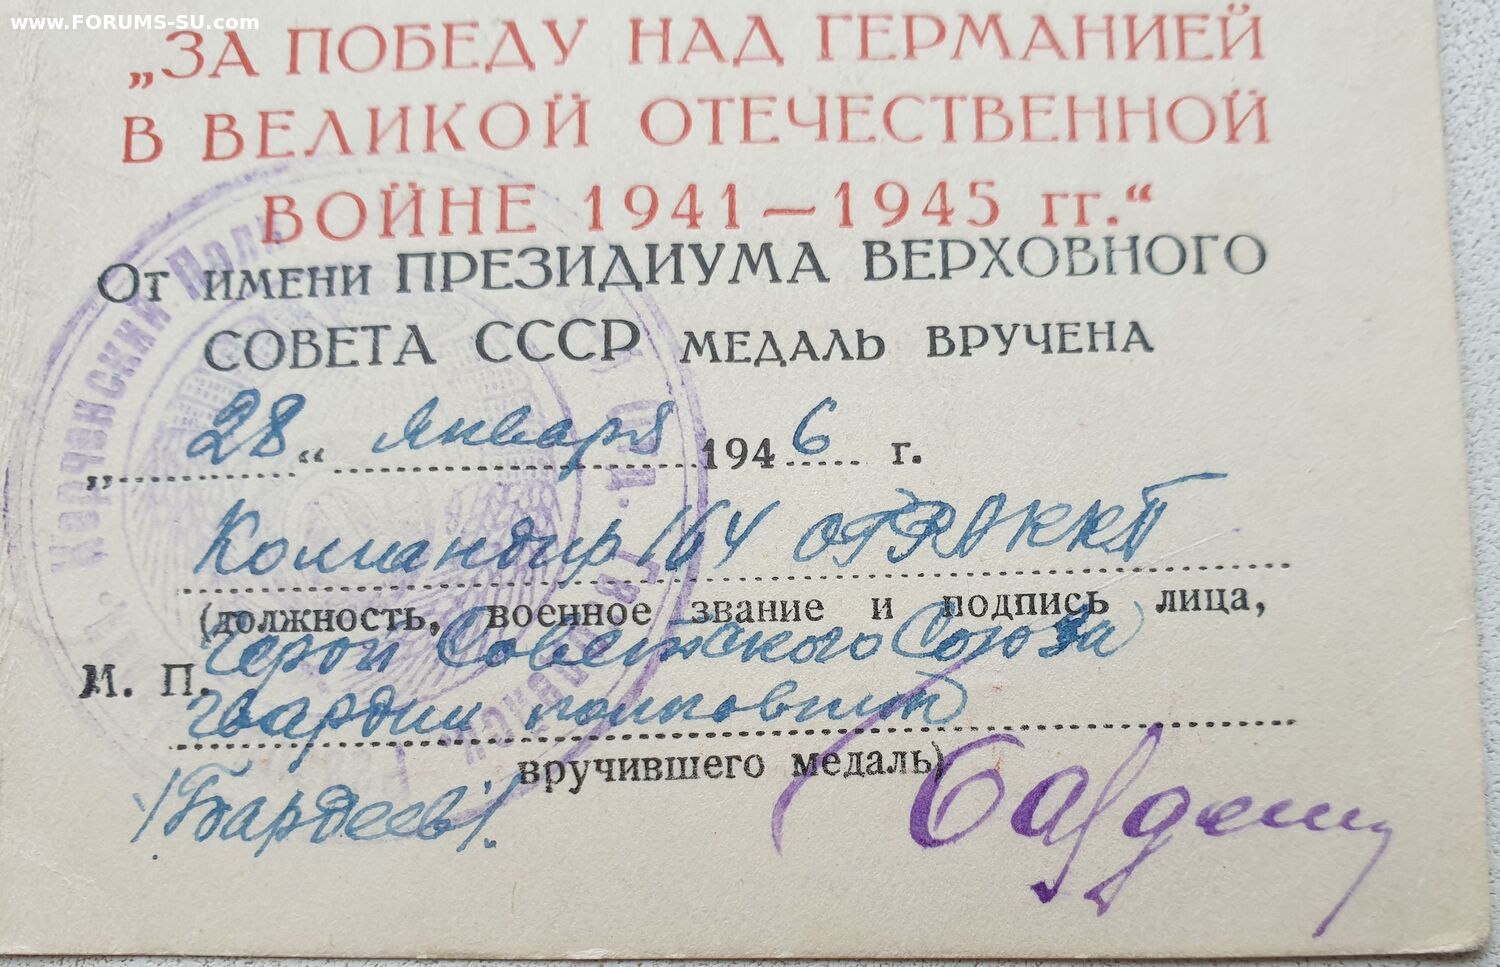 www.FORUMS-SU.com
„ЗА ПОБЕДУ НАД ГЕРМАНИЕЙ
В ВЕЛИКОЙ ОТЕЧЕСТВЕННОЙ
ВОЙНЕ 1941—1945 гг.“
От имени ПРЕЗИДИУМА ВЕРХОВНОГО
СОВЕТА СССР медаль вручена
„28“ января 1946 г.
Командир 164
(должность, военное звание и подпись лица,
Герой Советского Союза
М. П.
гвардии полковник
вручившего медаль)
/Бардеев/.